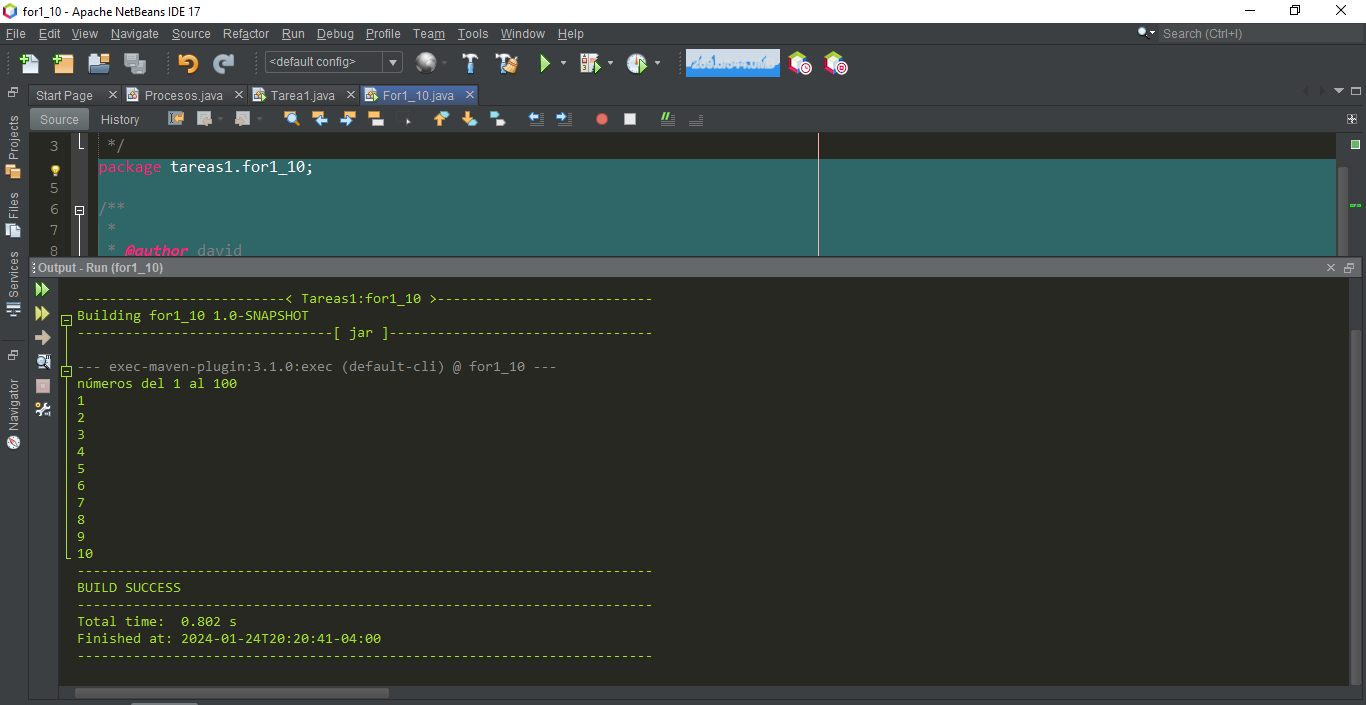 for1_10 - Apache NetBeans IDE 17
File Edit View Navigate Source Refactor Run Debug Profile Team Tools Window Help
Search (Ctrl+I)
<default config>
Start Page Procesos.java Tarea1.java For1_10.java
Source History
Projects
Files
Services
Navigator
3 */
package tareas1.for1_10;
5
6 /**
7 *
8 * @author david
Output - Run (for1_10)
--------------------------< Tareas1:for1_10 >---------------------------
Building for1_10 1.0-SNAPSHOT
--------------------------------[ jar ]---------------------------------
--- exec-maven-plugin:3.1.0:exec (default-cli) @ for1_10 ---
números del 1 al 100
1
2
3
4
5
6
7
8
9
10
------------------------------------------------------------------------
BUILD SUCCESS
------------------------------------------------------------------------
Total time:  0.802 s
Finished at: 2024-01-24T20:20:41-04:00
------------------------------------------------------------------------